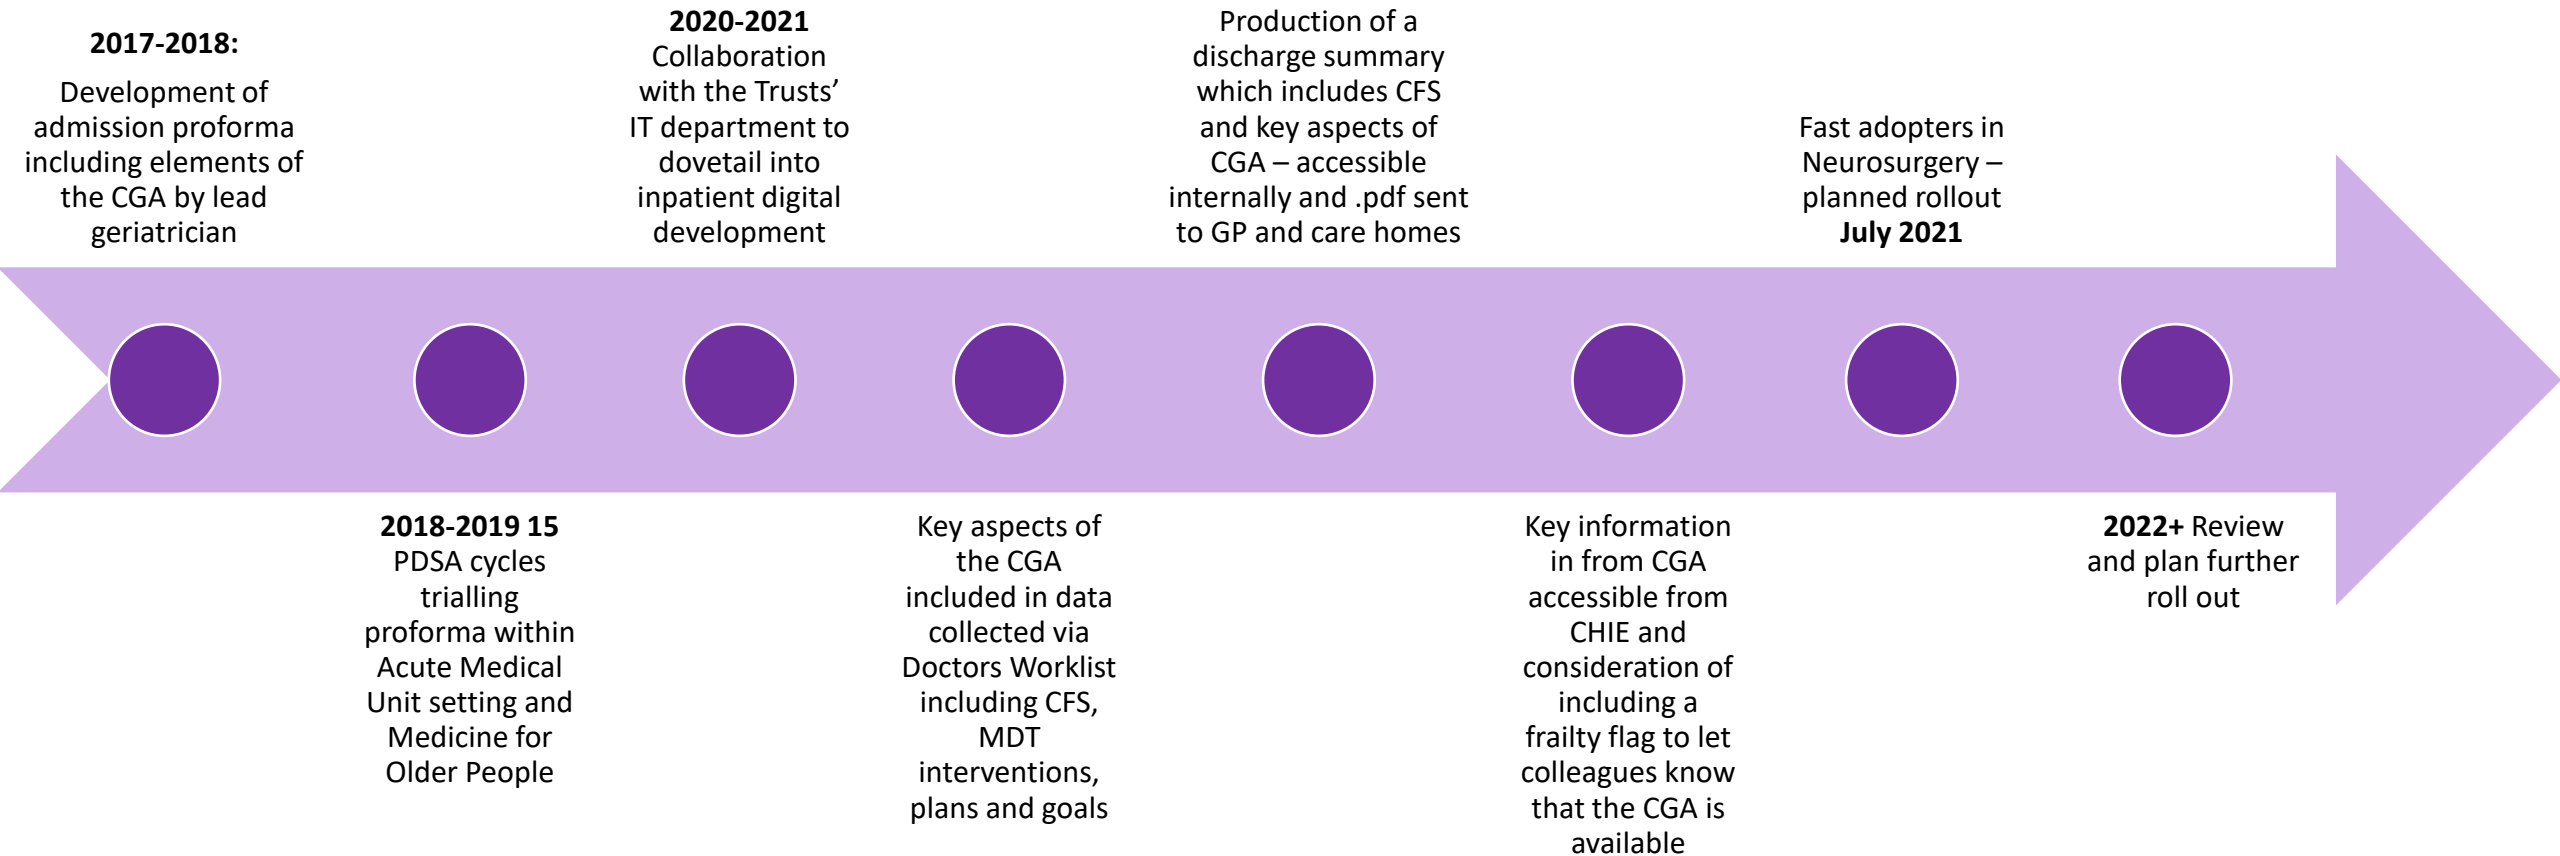 2017-2018:
Development of
admission proforma
including elements of
the CGA by lead
geriatrician
2018-2019 15
PDSA cycles
trialling
proforma within
Acute Medical
Unit setting and
Medicine for
Older People
2020-2021
Collaboration
with the Trusts’
IT department to
dovetail into
inpatient digital
development
Key aspects of
the CGA
included in data
collected via
Doctors Worklist
including CFS,
MDT
interventions,
plans and goals
Production of a
discharge summary
which includes CFS
and key aspects of
CGA – accessible
internally and .pdf sent
to GP and care homes
Key information
in from CGA
accessible from
CHIE and
consideration of
including a
frailty flag to let
colleagues know
that the CGA is
available
Fast adopters in
Neurosurgery –
planned rollout
July 2021
2022+ Review
and plan further
roll out